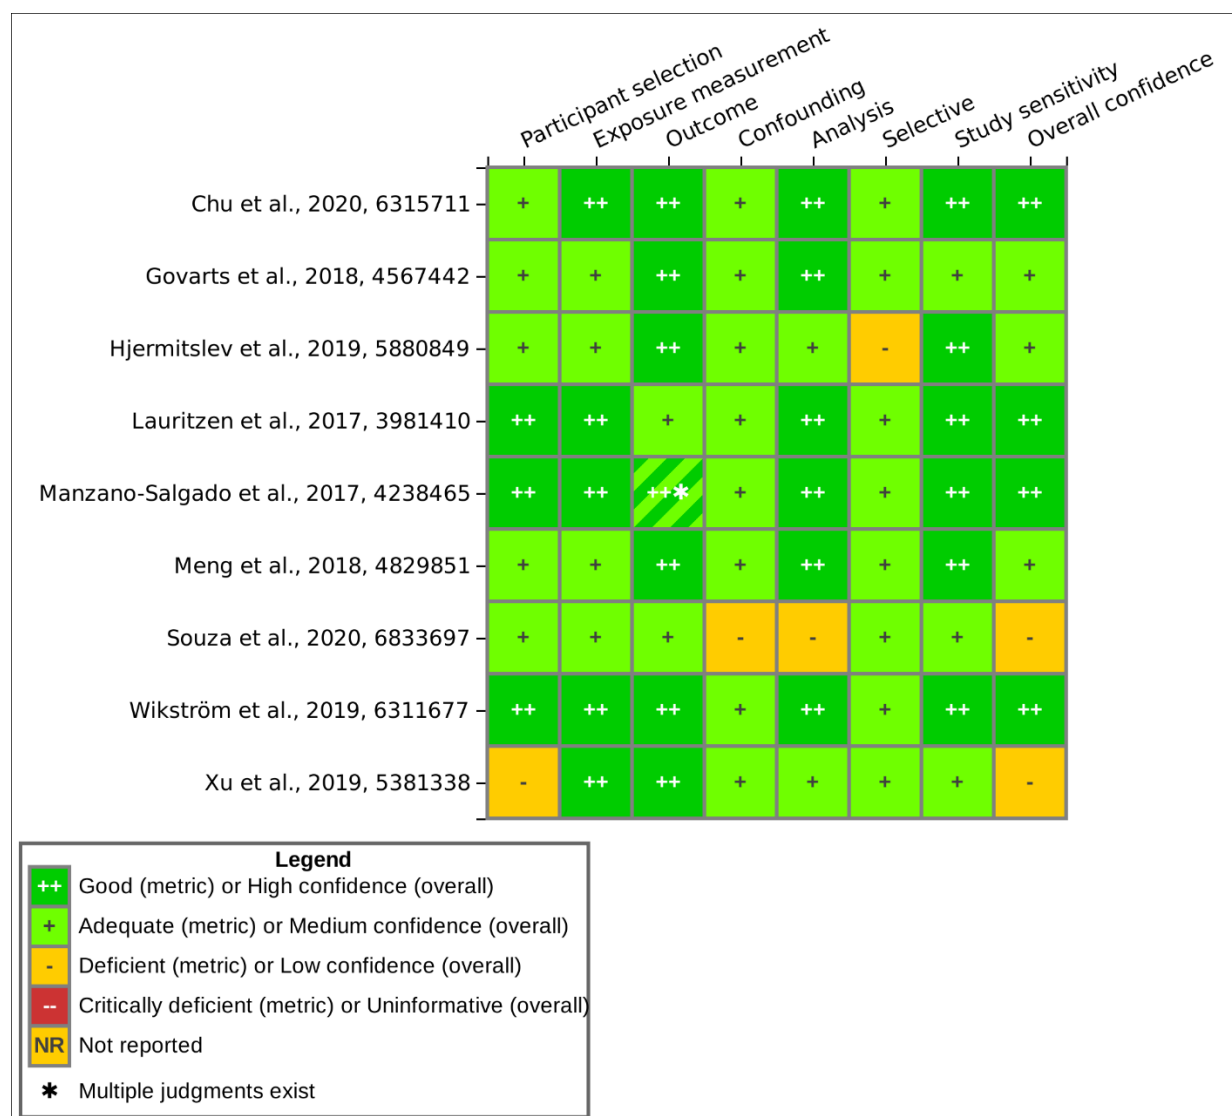 Participant selection
Exposure measurement
Outcome
Confounding
Analysis
Selective
Study sensitivity
Overall confidence
Chu et al., 2020, 6315711 + ++ ++ + ++ + ++ ++
Govarts et al., 2018, 4567442 + + ++ + ++ + + +
Hjermitslev et al., 2019, 5880849 + + ++ + + - ++ +
Lauritzen et al., 2017, 3981410 ++ ++ + + ++ + ++ ++
Manzano-Salgado et al., 2017, 4238465 ++ ++ ++✱ + ++ + ++ ++
Meng et al., 2018, 4829851 + + ++ + ++ + ++ +
Souza et al., 2020, 6833697 + + + - - + + -
Wikström et al., 2019, 6311677 ++ ++ ++ + ++ + ++ ++
Xu et al., 2019, 5381338 - ++ ++ + + + + -
Legend
++ Good (metric) or High confidence (overall)
+ Adequate (metric) or Medium confidence (overall)
- Deficient (metric) or Low confidence (overall)
-- Critically deficient (metric) or Uninformative (overall)
NR Not reported
✱ Multiple judgments exist